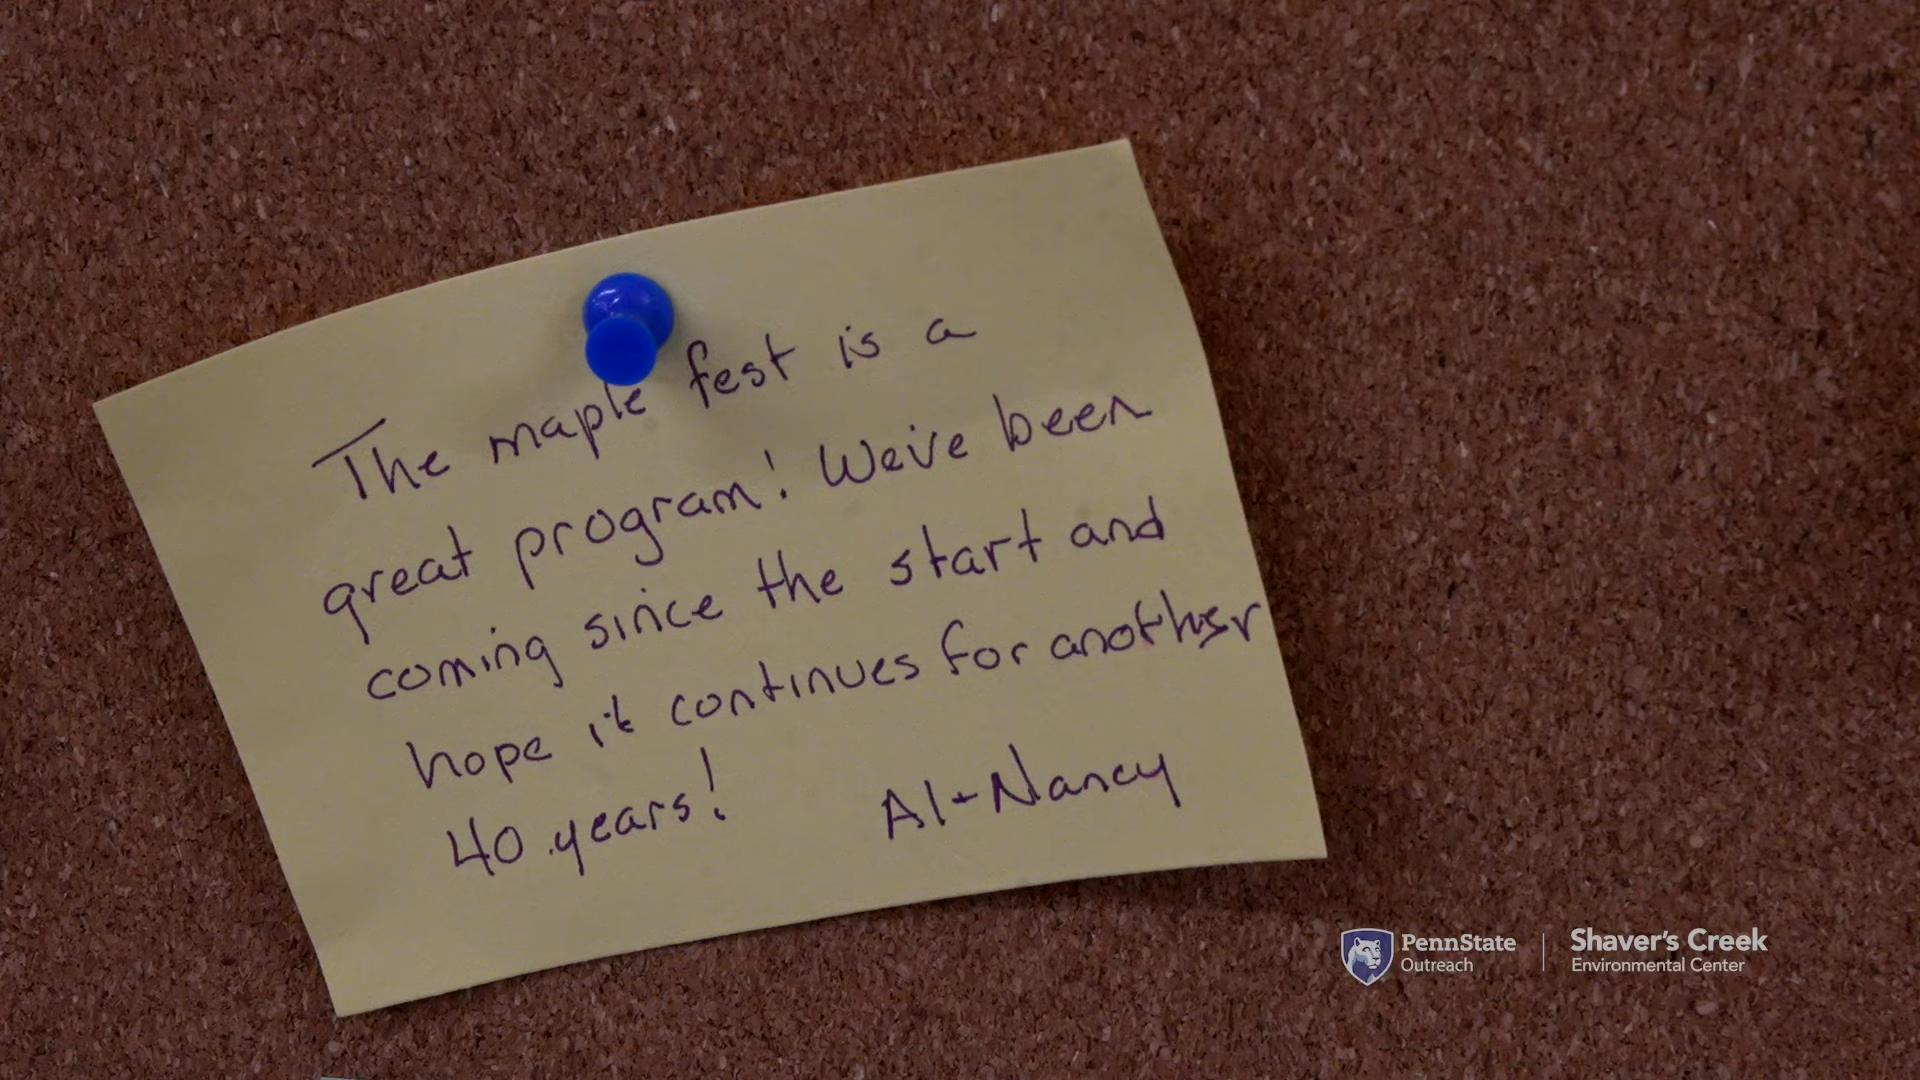 The maple fest is a
great program! We've been
coming since the start and
hope it continues for another
40 years! Al + Nancy
PennState
Outreach
Shaver's Creek
Environmental Center